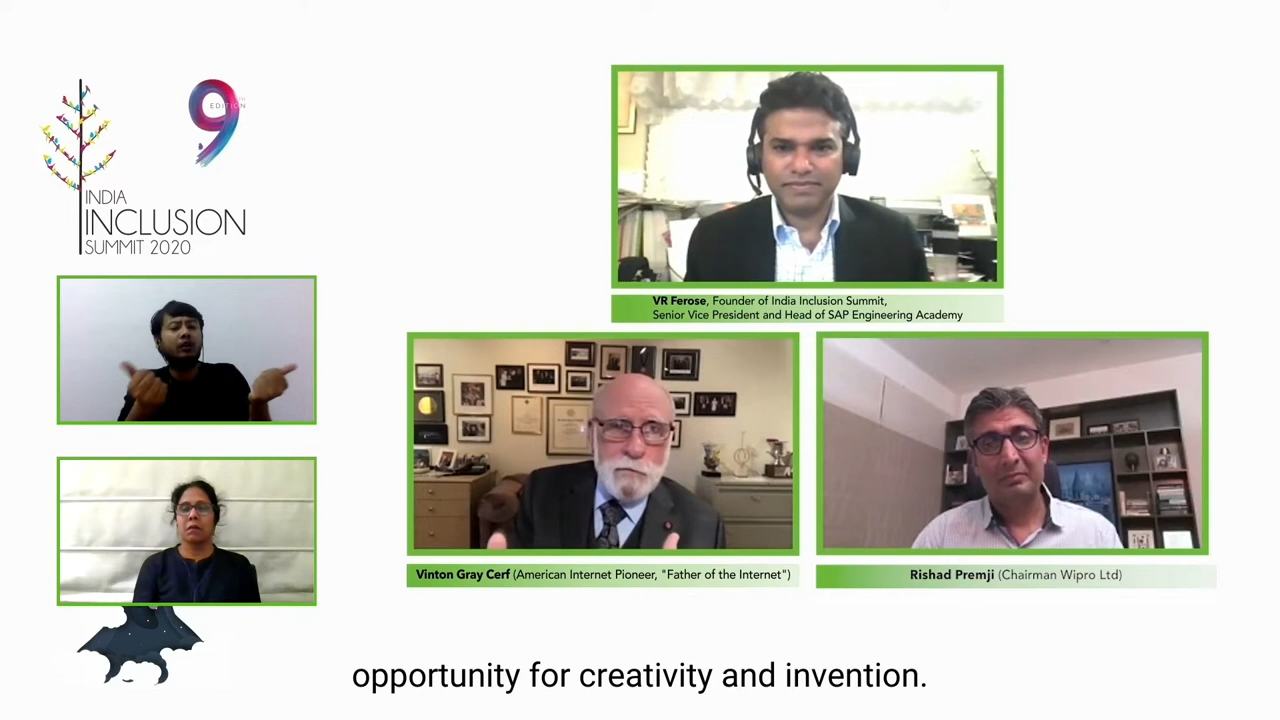 9
EDITION
INDIA
INCLUSION
SUMMIT 2020
VR Ferose, Founder of India Inclusion Summit,
Senior Vice President and Head of SAP Engineering Academy
Vinton Gray Cerf (American Internet Pioneer, "Father of the Internet")
Rishad Premji (Chairman Wipro Ltd)
opportunity for creativity and invention.